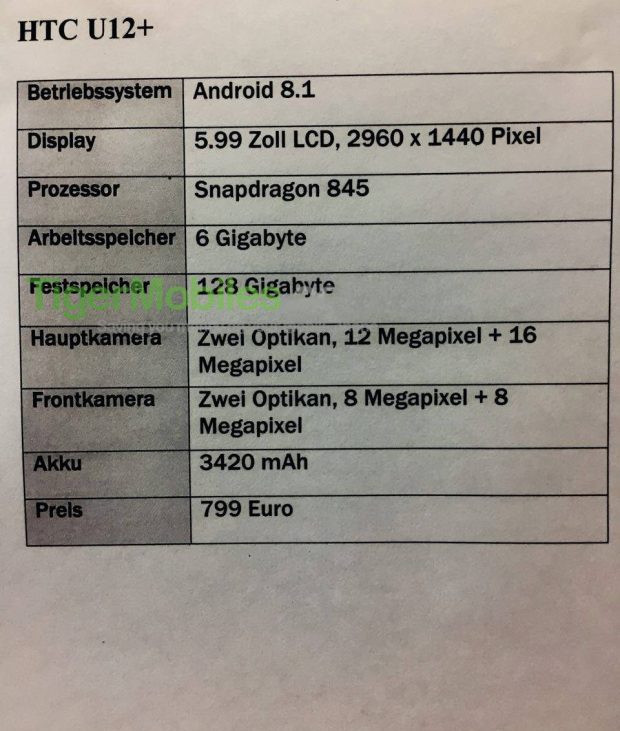 HTC U12+
Betriebssystem Android 8.1
Display 5.99 Zoll LCD, 2960 x 1440 Pixel
Prozessor Snapdragon 845
Arbeitsspeicher 6 Gigabyte
Festspeicher 128 Gigabyte
TigerMobiles
Hauptkamera Zwei Optikan, 12 Megapixel + 16
Megapixel
Frontkamera Zwei Optikan, 8 Megapixel + 8
Megapixel
Akku 3420 mAh
Preis 799 Euro